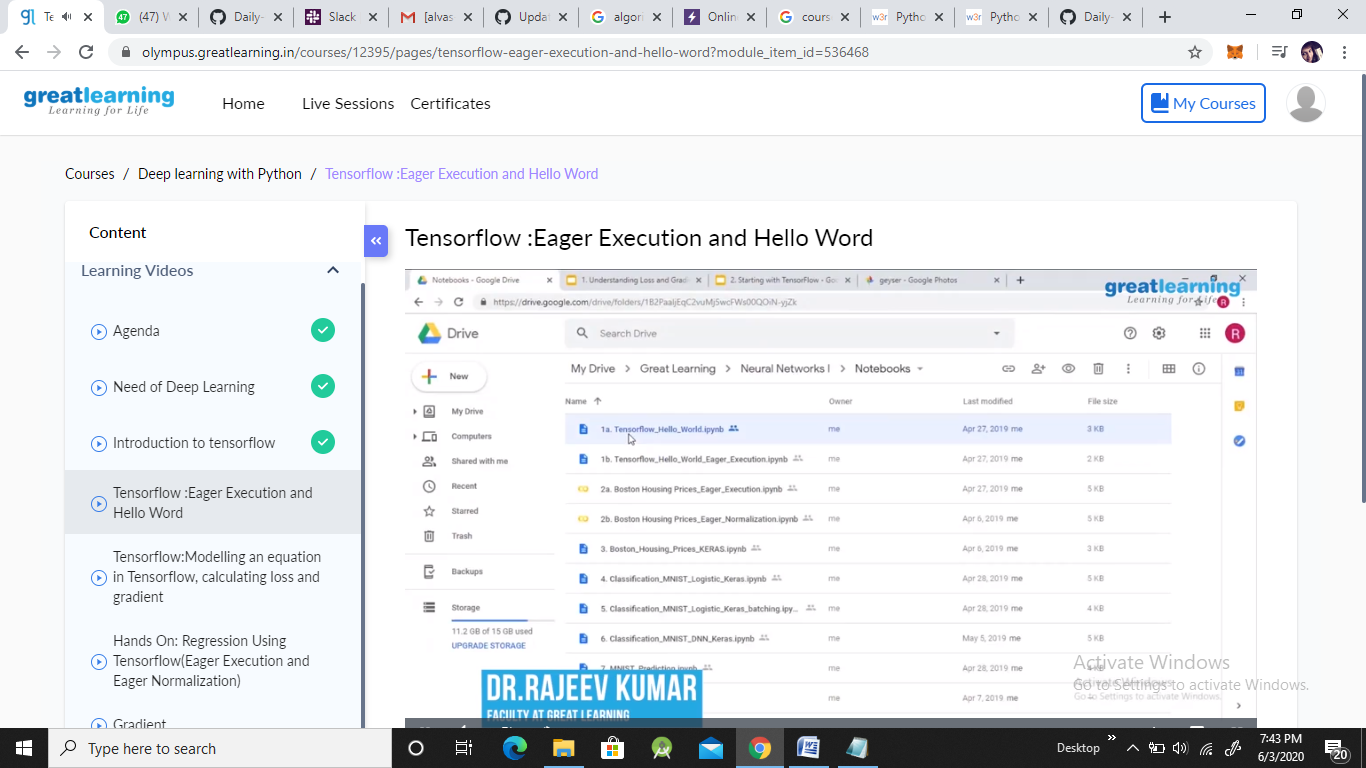 Te
(47) W
Daily-
Slack
[alvas
Upda
algori
Onlin
cours
Pytho
Pytho
Daily-
olympus.greatlearning.in/courses/12395/pages/tensorflow-eager-execution-and-hello-word?module_item_id=536468
greatlearning
Learning for Life
Home
Live Sessions
Certificates
My Courses
Courses / Deep learning with Python / Tensorflow :Eager Execution and Hello Word
Content
Learning Videos
Agenda
Need of Deep Learning
Introduction to tensorflow
Tensorflow :Eager Execution and
Hello Word
Tensorflow:Modelling an equation
in Tensorflow, calculating loss and
gradient
Hands On: Regression Using
Tensorflow(Eager Execution and
Eager Normalization)
Gradient
Tensorflow :Eager Execution and Hello Word
Notebooks - Google Drive
1. Understanding Loss and Gradi
2. Starting with TensorFlow - Goo
geyser - Google Photos
greatlearning
Learning for Life
Drive
Search Drive
R
New
My Drive > Great Learning > Neural Networks I > Notebooks
Name Owner Last modified File size
My Drive
Computers
Shared with me
Recent
Starred
Trash
Backups
Storage
11.2 GB of 15 GB used
UPGRADE STORAGE
1a. Tensorflow_Hello_World.ipynb me Apr 27, 2019 me 3 KB
1b. Tensorflow_Hello_World_Eager_Execution.ipynb me Apr 27, 2019 me 2 KB
2a. Boston Housing Prices_Eager_Execution.ipynb me Apr 27, 2019 me 5 KB
2b. Boston Housing Prices_Eager_Normalization.ipynb me Apr 6, 2019 me 5 KB
3. Boston_Housing_Prices_KERAS.ipynb me Apr 6, 2019 me 3 KB
4. Classification_MNIST_Logistic_Keras.ipynb me Apr 28, 2019 me 5 KB
5. Classification_MNIST_Logistic_Keras_batching.ipy... me Apr 28, 2019 me 4 KB
6. Classification_MNIST_DNN_Keras.ipynb me May 5, 2019 me 5 KB
7. MNIST_Prediction.ipynb me Apr 28, 2019 me
me Apr 7, 2019 me
DR.RAJEEV KUMAR
FACULTY AT GREAT LEARNING
Activate Windows
Go to Settings to activate Windows.
Type here to search
Desktop
7:43 PM
6/3/2020
20